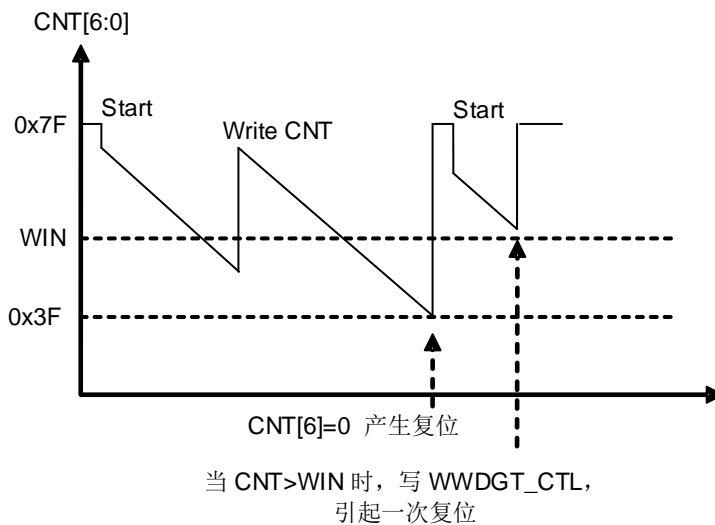 CNT[6:0]
0x7F
Start
Write CNT
Start
WIN
0x3F
CNT[6]=0 产生复位
当 CNT>WIN 时，写 WWDGT_CTL，
引起一次复位